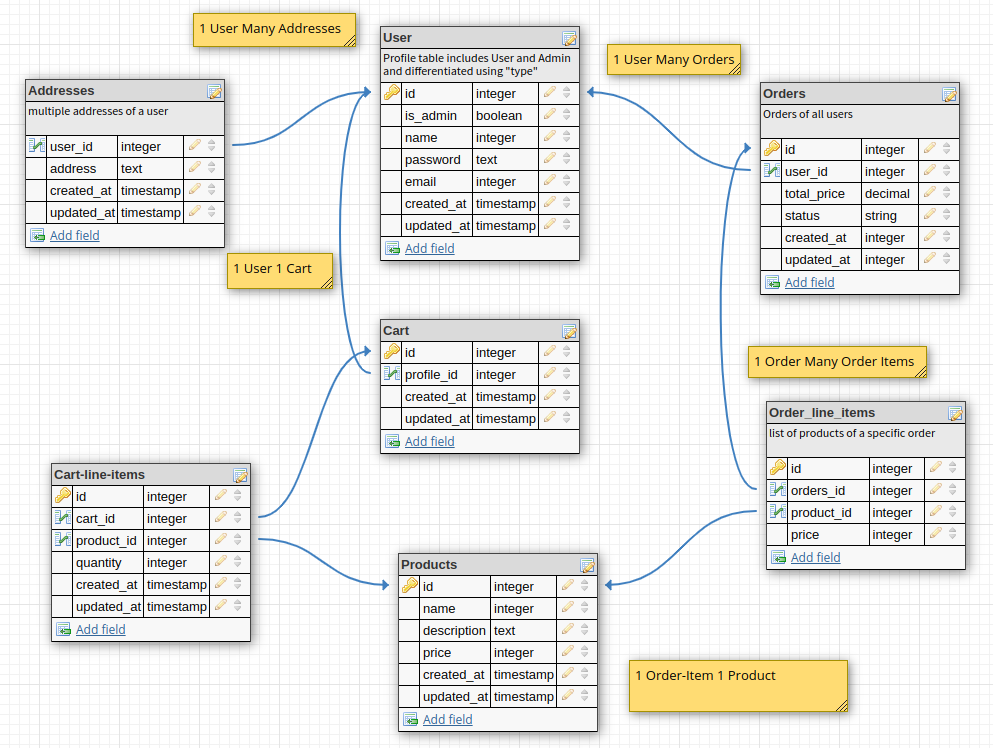 1 User Many Addresses
User
Profile table includes User and Admin
and differentiated using "type"
id integer
is_admin boolean
name integer
password text
email integer
created_at timestamp
updated_at timestamp
Add field
1 User Many Orders
Addresses
multiple addresses of a user
user_id integer
address text
created_at timestamp
updated_at timestamp
Add field
Orders
Orders of all users
id integer
user_id integer
total_price decimal
status string
created_at integer
updated_at integer
Add field
1 User 1 Cart
Cart
id integer
profile_id integer
created_at timestamp
updated_at timestamp
Add field
1 Order Many Order Items
Order_line_items
list of products of a specific order
id integer
orders_id integer
product_id integer
price integer
Add field
Cart-line-items
id integer
cart_id integer
product_id integer
quantity integer
created_at timestamp
updated_at timestamp
Add field
Products
id integer
name integer
description text
price integer
created_at timestamp
updated_at timestamp
Add field
1 Order-Item 1 Product